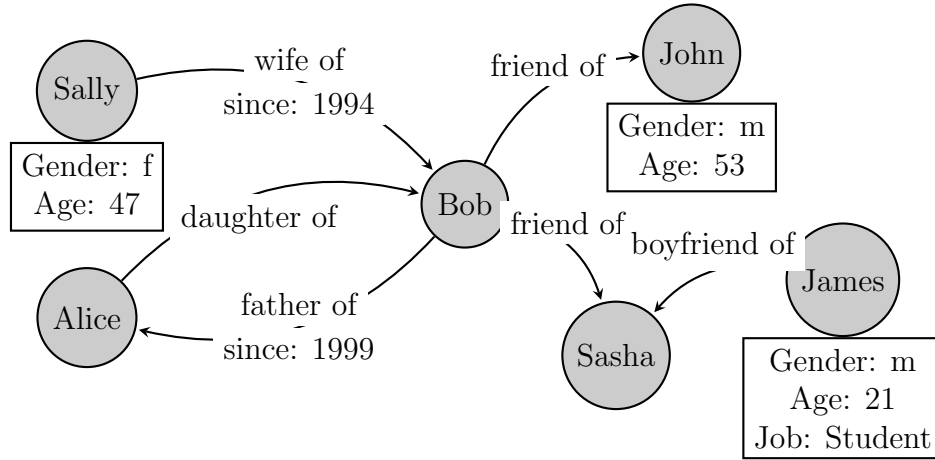 Sally
Gender: f
Age: 47
wife of
since: 1994
friend of
John
Gender: m
Age: 53
daughter of
Bob
friend of
boyfriend of
James
Gender: m
Age: 21
Job: Student
Alice
father of
since: 1999
Sasha